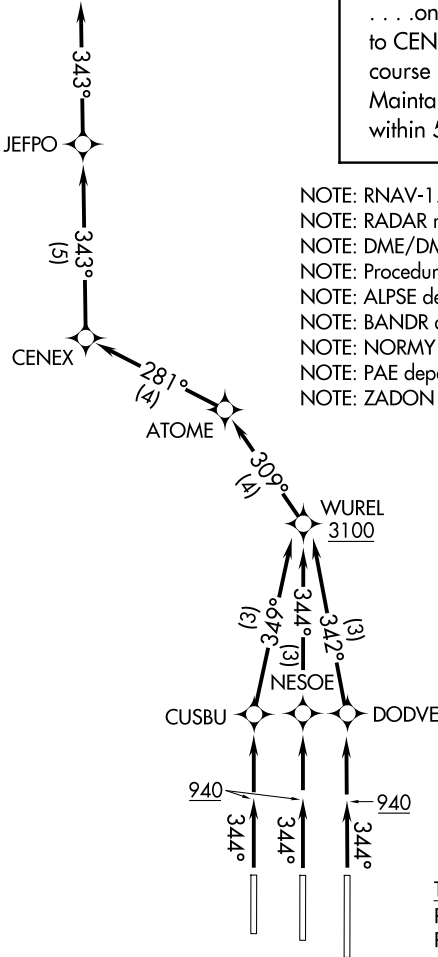 . . . .on
to CEN
course
Mainta
within 5
343°
JEFPO
343°
(5)
CENEX
NOTE: RNAV-1.
NOTE: RADAR r
NOTE: DME/DM
NOTE: Procedur
NOTE: ALPSE de
NOTE: BANDR d
NOTE: NORMY
NOTE: PAE depa
NOTE: ZADON
281°
(4)
ATOME
309°
(4)
WUREL
3100
349°
(3)
344°
(3)
342°
(3)
NESOE
CUSBU
DODVE
940
940
344°
344°
344°